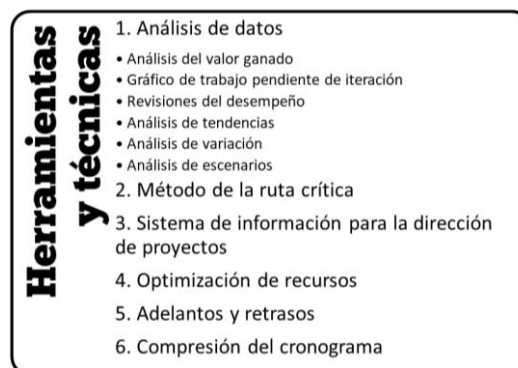 Herramientas
y técnicas
1. Análisis de datos
• Análisis del valor ganado
• Gráfico de trabajo pendiente de iteración
• Revisiones del desempeño
• Análisis de tendencias
• Análisis de variación
• Análisis de escenarios
2. Método de la ruta crítica
3. Sistema de información para la dirección
de proyectos
4. Optimización de recursos
5. Adelantos y retrasos
6. Compresión del cronograma